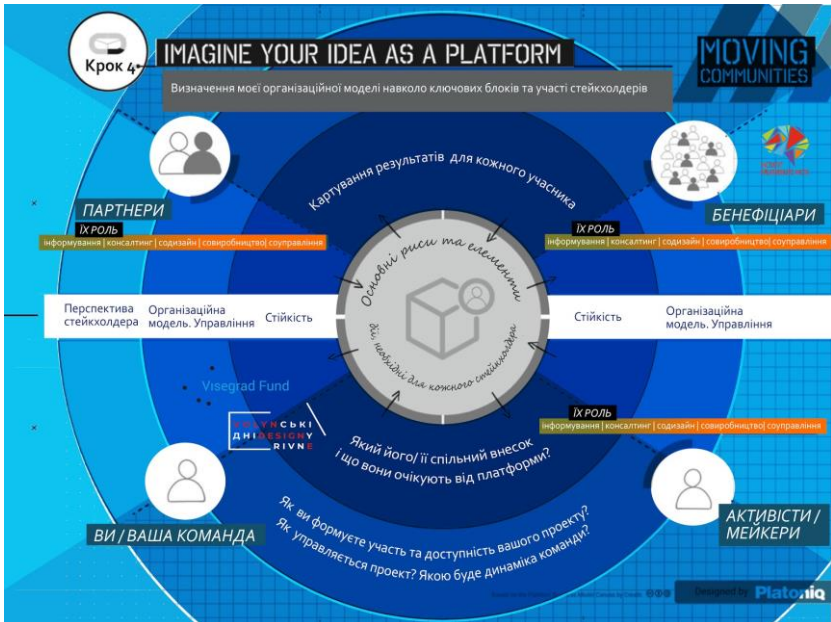 Крок 4
IMAGINE YOUR IDEA AS A PLATFORM
MOVING
COMMUNITIES
Визначення моєї організаційної моделі навколо ключових блоків та участі стейкхолдерів
Картування результатів для кожного учасника
ПАРТНЕРИ
ЇХ РОЛЬ
інформування | консалтинг | содизайн | совиробництво| соуправління
БЕНЕФІЦІАРИ
ЇХ РОЛЬ
інформування | консалтинг | содизайн | совиробництво| соуправління
Основні риси та елементи
Перспектива
стейкхолдера
Організаційна
модель. Управління
Стійкість
Стійкість
Організаційна
модель. Управління
дії, необхідні для кожного стейкхолдера
Visegrad Fund
СЬКІ
ДНІDESIGNУ
RIVNE
ЇХ РОЛЬ
інформування | консалтинг | содизайн | совиробництво| соуправління
Який його/ її спільний внесок
і що вони очікують від платформи?
ВИ / ВАША КОМАНДА
АКТИВІСТИ /
МЕЙКЕРИ
Як ви формуєте участь та доступність вашого проекту?
Як управляється проект? Якою буде динаміка команди?
Designed by Platoniq